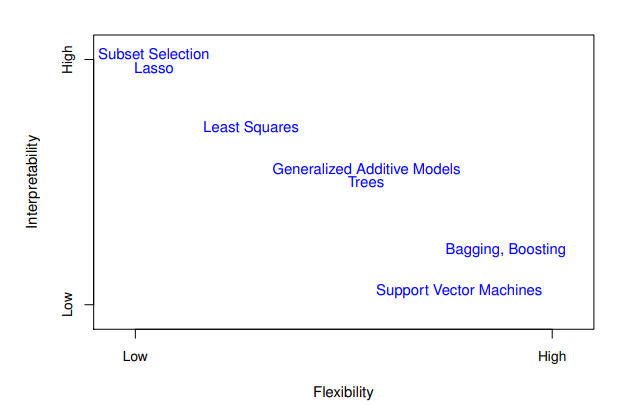 High
Subset Selection
Lasso
Least Squares
Interpretability
Generalized Additive Models
Trees
Bagging, Boosting
Support Vector Machines
Low
Low
High
Flexibility